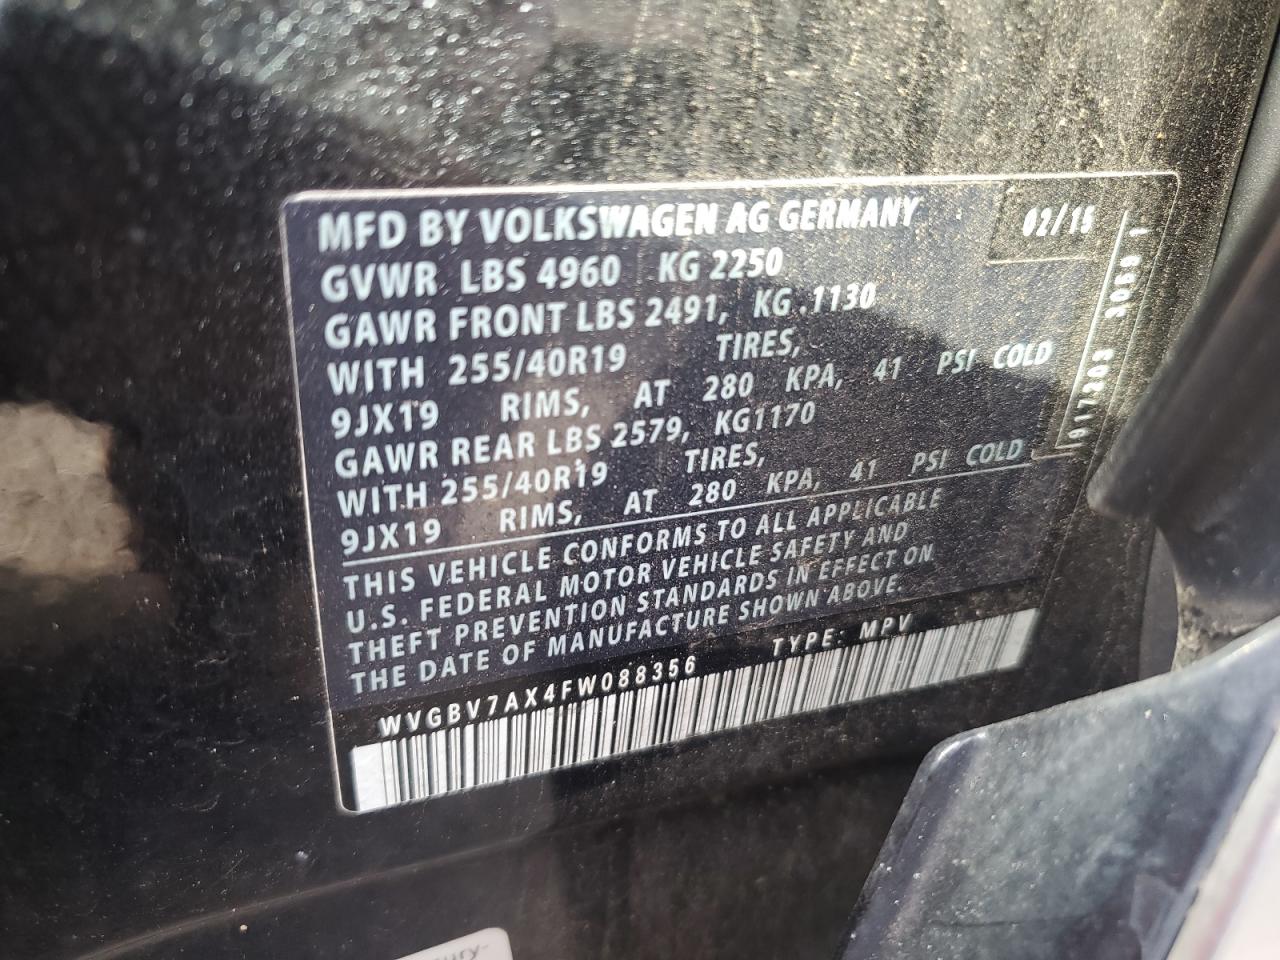 MFD BY VOLKSWAGEN AG GERMANY 02/15
GVWR LBS 4960 KG 2250
GAWR FRONT LBS 2491, KG .1130
WITH 255/40R19 TIRES,
9JX19 RIMS, AT 280 KPA, 41 PSI COLD
GAWR REAR LBS 2579, KG1170
WITH 255/40R19 TIRES,
9JX19 RIMS, AT 280 KPA, 41 PSI COLD
THIS VEHICLE CONFORMS TO ALL APPLICABLE
U.S. FEDERAL MOTOR VEHICLE SAFETY AND
THEFT PREVENTION STANDARDS IN EFFECT ON
THE DATE OF MANUFACTURE SHOWN ABOVE.
WVGBV7AX4FW088356 TYPE: MPV